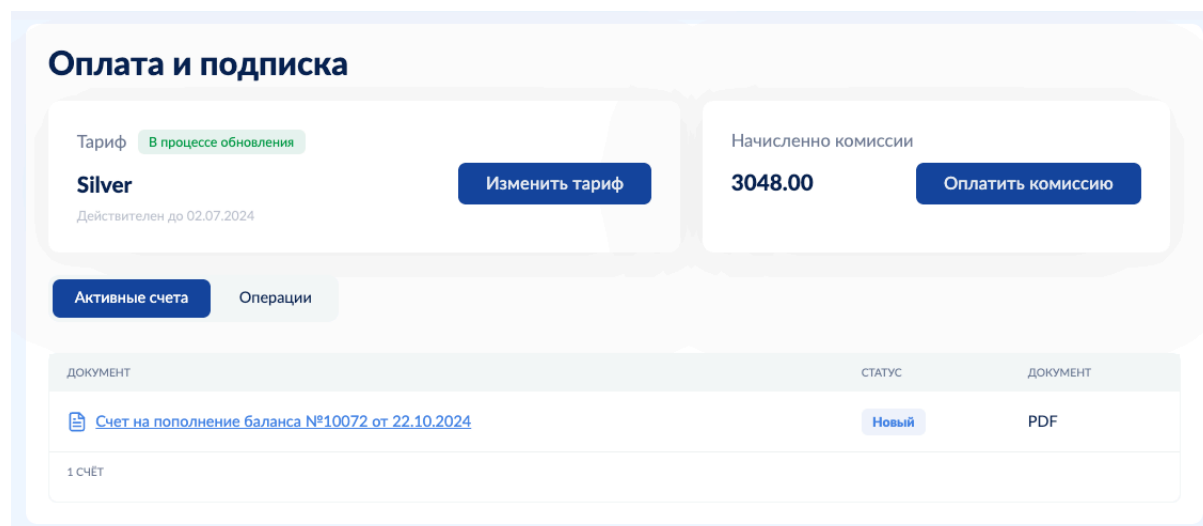 Оплата и подписка
Тариф В процессе обновления
Silver
Действителен до 02.07.2024
Изменить тариф
Начисленно комиссии
3048.00
Оплатить комиссию
Активные счета Операции
ДОКУМЕНТ СТАТУС ДОКУМЕНТ
Счет на пополнение баланса №10072 от 22.10.2024 Новый PDF
1 СЧЁТ